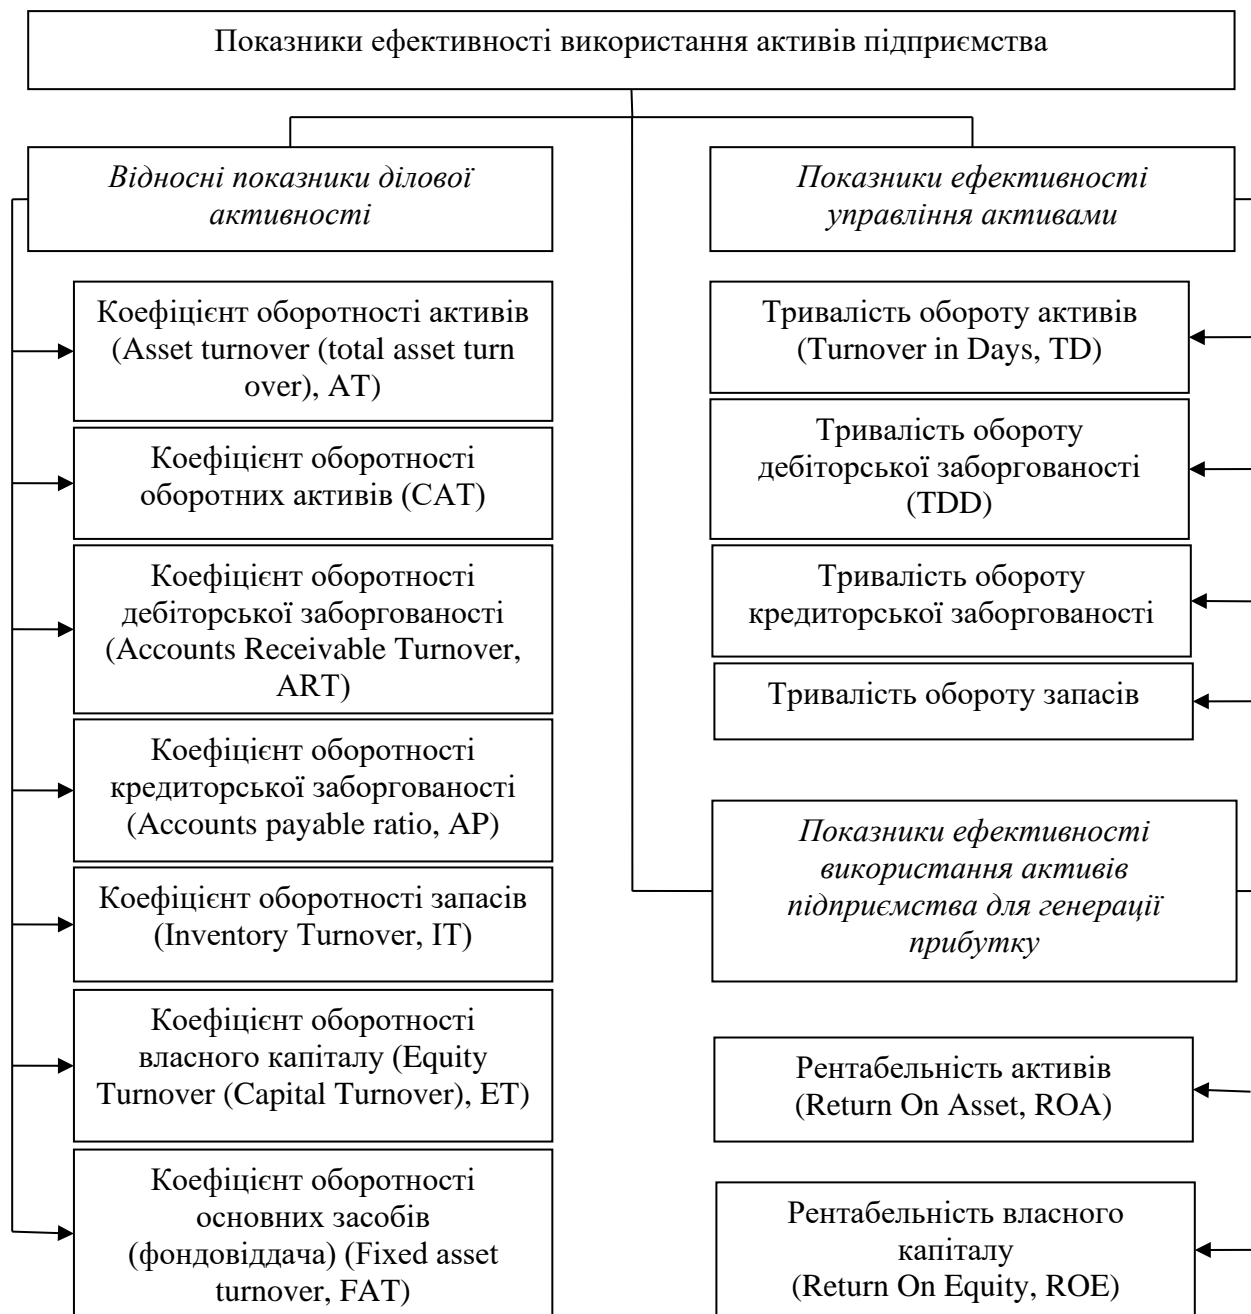 Показники ефективності використання активів підприємства
Відносні показники ділової
активності
Коефіцієнт оборотності активів
(Asset turnover (total asset turn
over), AT)
Коефіцієнт оборотності
оборотних активів (CAT)
Коефіцієнт оборотності
дебіторської заборгованості
(Accounts Receivable Turnover,
ART)
Коефіцієнт оборотності
кредиторської заборгованості
(Accounts payable ratio, AP)
Коефіцієнт оборотності запасів
(Inventory Turnover, IT)
Коефіцієнт оборотності
власного капіталу (Equity
Turnover (Capital Turnover), ET)
Коефіцієнт оборотності
основних засобів
(фондовіддача) (Fixed asset
turnover, FAT)
Показники ефективності
управління активами
Тривалість обороту активів
(Turnover in Days, TD)
Тривалість обороту
дебіторської заборгованості
(TDD)
Тривалість обороту
кредиторської заборгованості
Тривалість обороту запасів
Показники ефективності
використання активів
підприємства для генерації
прибутку
Рентабельність активів
(Return On Asset, ROA)
Рентабельність власного
капіталу
(Return On Equity, ROE)